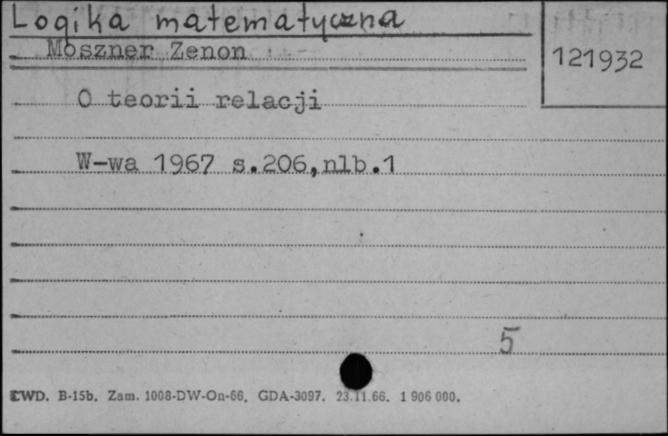 Logika matematyczna
Moszner Zenon
121932
O teorii relacji
W-wa 1967 s.206,nlb.1
5
CWD. B-15b. Zam. 1008-DW-On-66. GDA-3097. 23.11.66. 1 906 000.